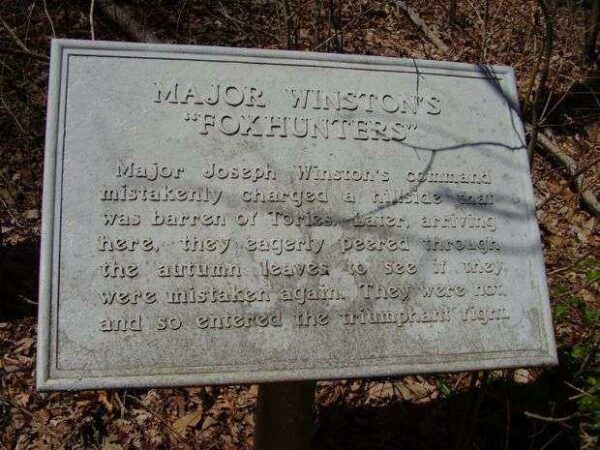 MAJOR WINSTON'S
"FOXHUNTERS"
Major Joseph Winston's command
mistakenly charged a hillside that
was barren of Tories. Later, arriving
here, they eagerly peered through
the autumn leaves to see if they
were mistaken again. They were not,
and so entered the triumphant fight.